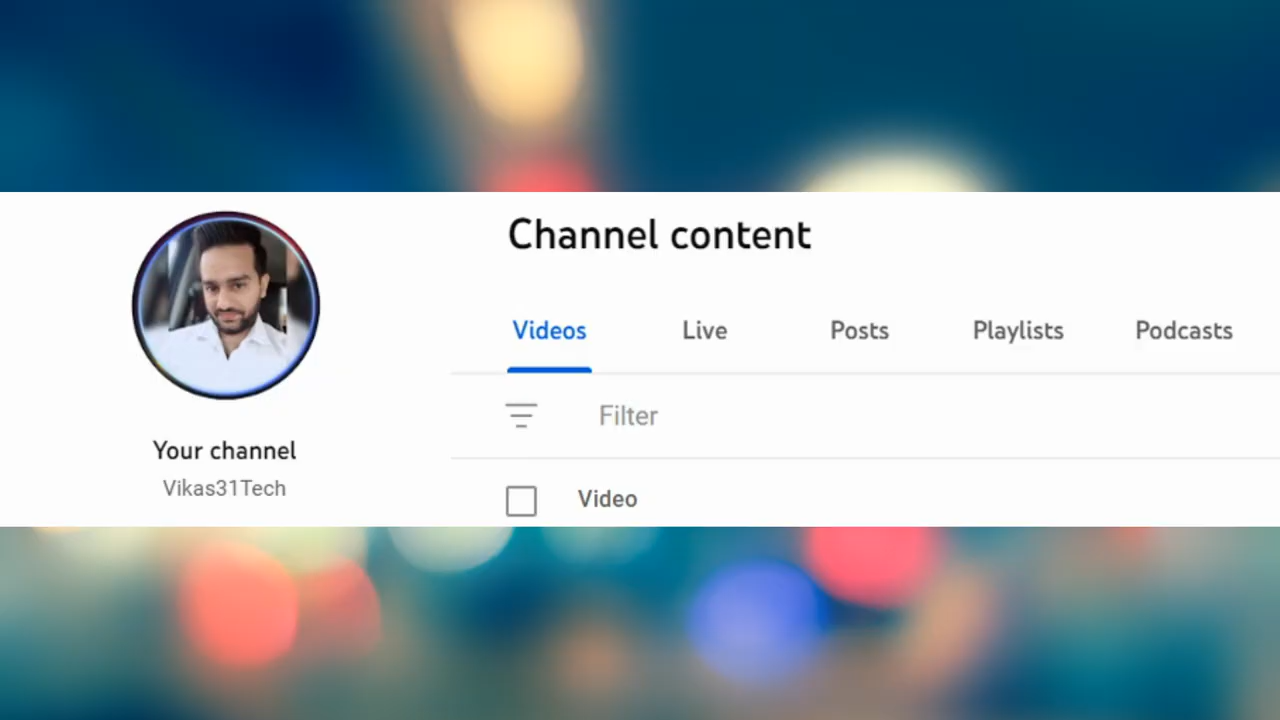 Channel content
Videos Live Posts Playlists Podcasts
Filter
Video
Your channel
Vikas31Tech